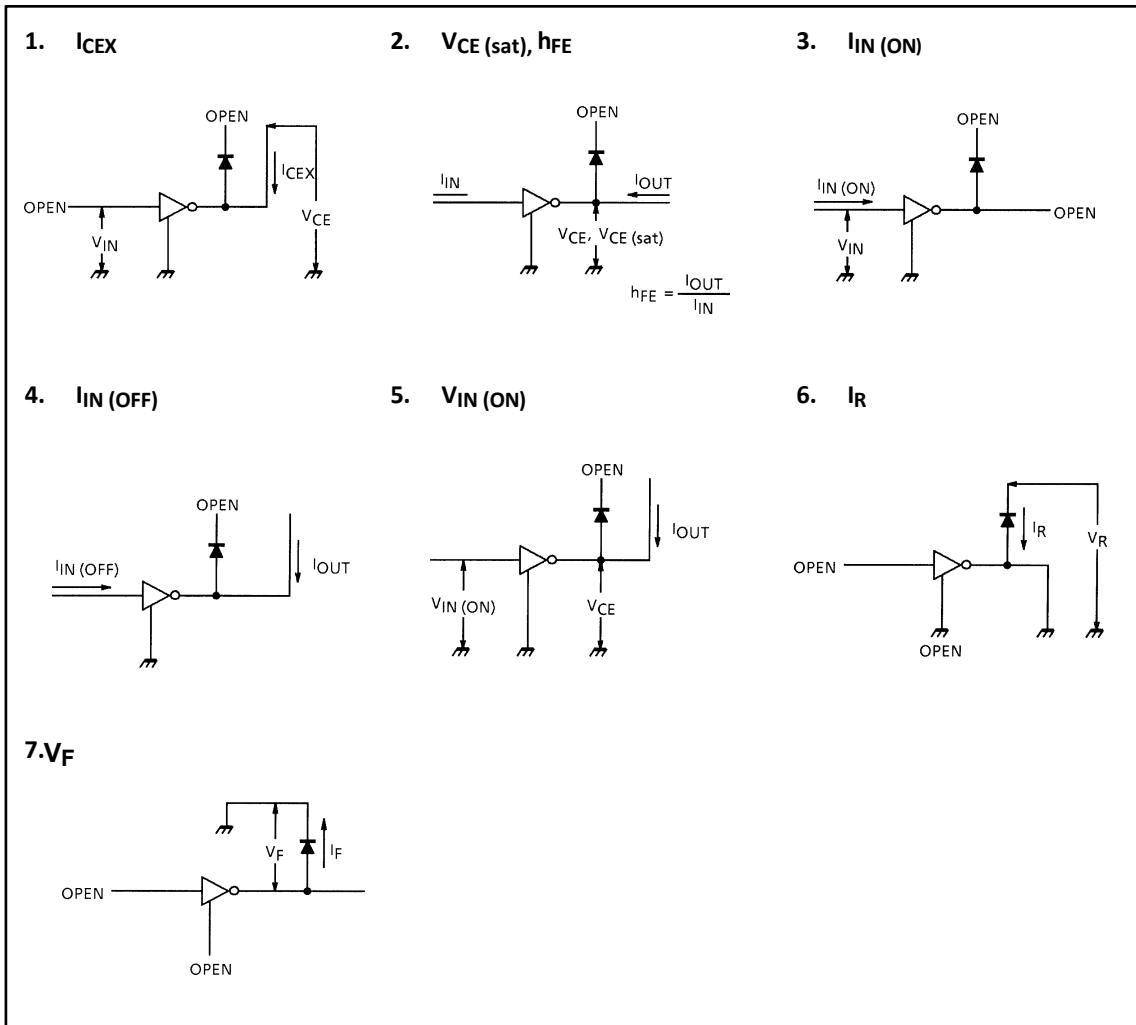 1. ICEX
2. VCE (sat), hFE
3. IIN (ON)
OPEN
ICEX
OPEN
VIN
VCE
OPEN
IIN
IOUT
VCE, VCE (sat)
hFE = IOUT
IIN
OPEN
IIN (ON)
VIN
OPEN
4. IIN (OFF)
5. VIN (ON)
6. IR
OPEN
IIN (OFF)
IOUT
OPEN
IOUT
VIN (ON)
VCE
IR
VR
OPEN
OPEN
7.VF
VF
IF
OPEN
OPEN